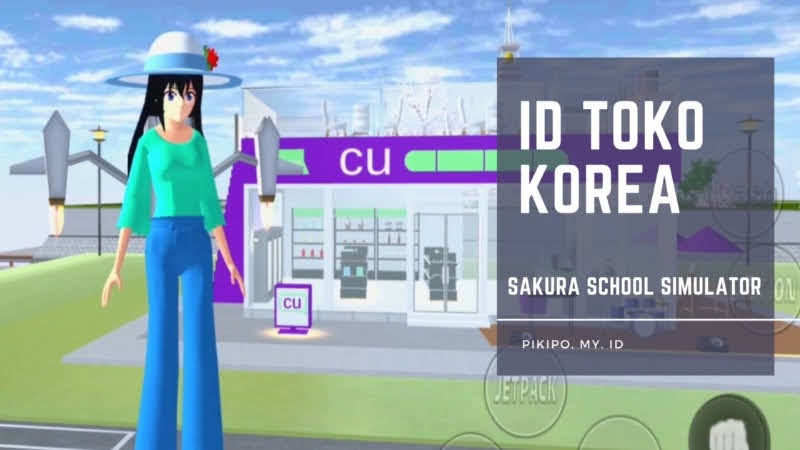 cu
ID TOKO
KOREA
SAKURA SCHOOL SIMULATOR
cu
PIKIPO. MY. ID
JETPACK